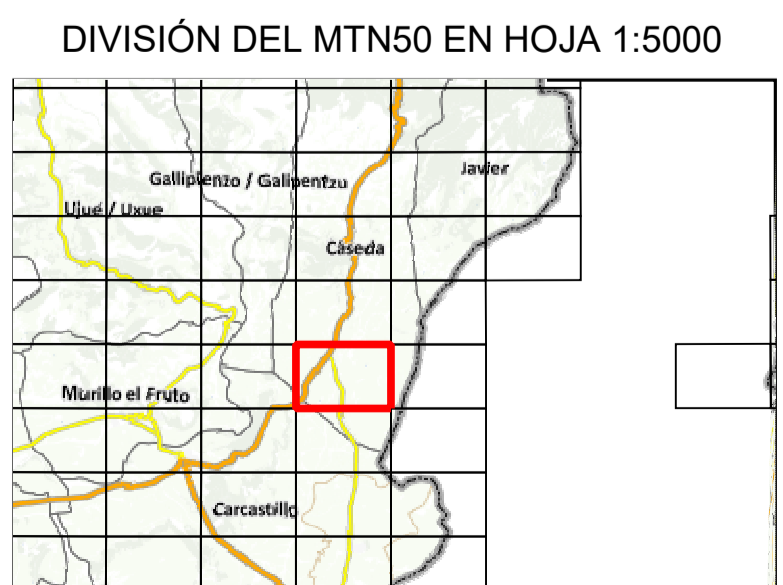 DIVISIÓN DEL MTN50 EN HOJA 1:5000
Javier
Gallipienzo / Galipentzu
Ujué / Uxue
Cáseda
Murillo el Fruto
Carcastillo